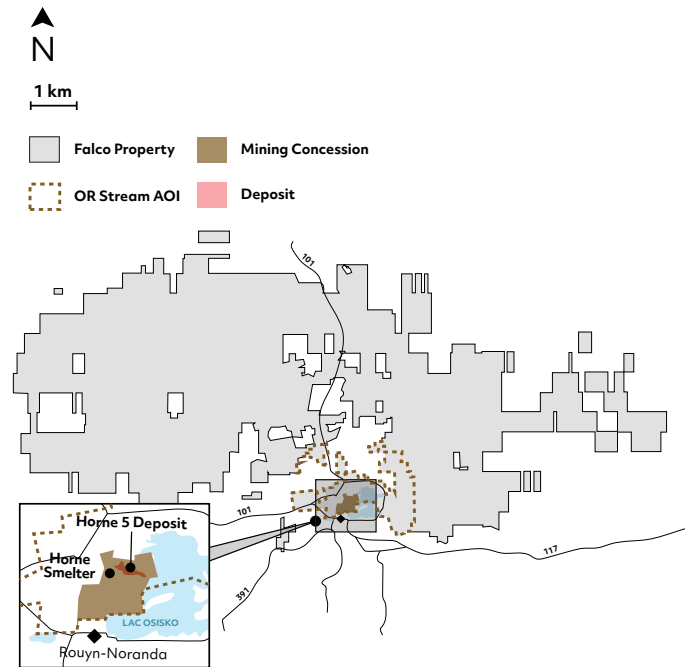 N
1 km
Falco Property
Mining Concession
OR Stream AOI
Deposit
101
101
117
391
Horne 5 Deposit
Horne
Smelter
LAC OSISKO
Rouyn-Noranda